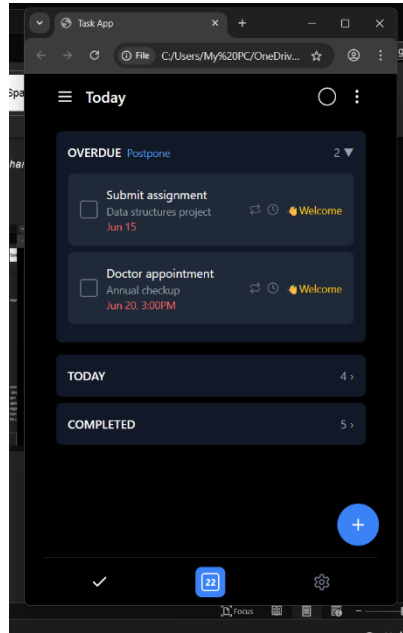 Task App
File C:/Users/My%20PC/OneDriv...
Today
OVERDUE Postpone 2 ▼
Submit assignment
Data structures project
Jun 15
👋Welcome
Doctor appointment
Annual checkup
Jun 20, 3:00PM
👋Welcome
TODAY 4 ›
COMPLETED 5 ›
+
22
Focus